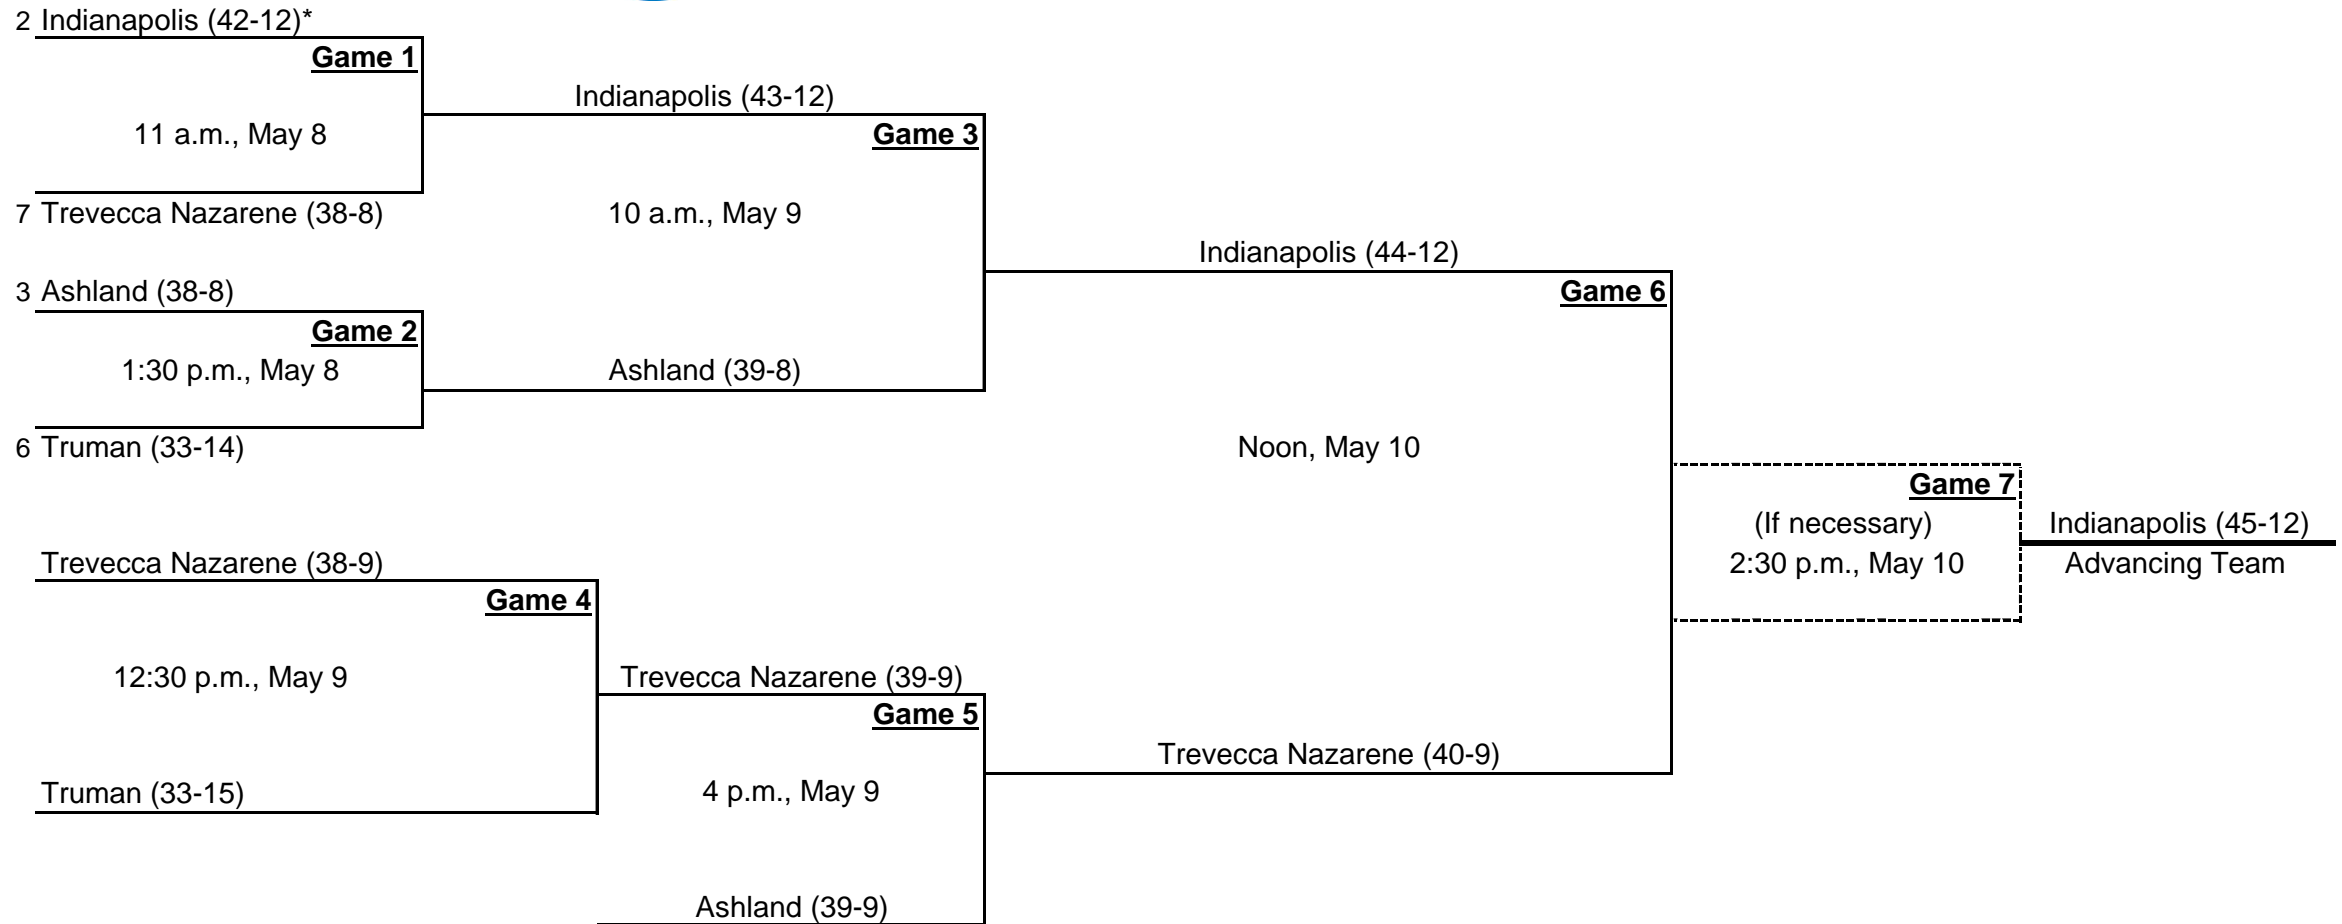 2 Indianapolis (42-12)*
Game 1
Indianapolis (43-12)
11 a.m., May 8
Game 3
7 Trevecca Nazarene (38-8)
10 a.m., May 9
Indianapolis (44-12)
3 Ashland (38-8)
Game 6
Game 2
1:30 p.m., May 8
Ashland (39-8)
6 Truman (33-14)
Noon, May 10
Game 7
(If necessary)
Indianapolis (45-12)
Trevecca Nazarene (38-9)
2:30 p.m., May 10
Advancing Team
Game 4
12:30 p.m., May 9
Trevecca Nazarene (39-9)
Game 5
Trevecca Nazarene (40-9)
Truman (33-15)
4 p.m., May 9
Ashland (39-9)